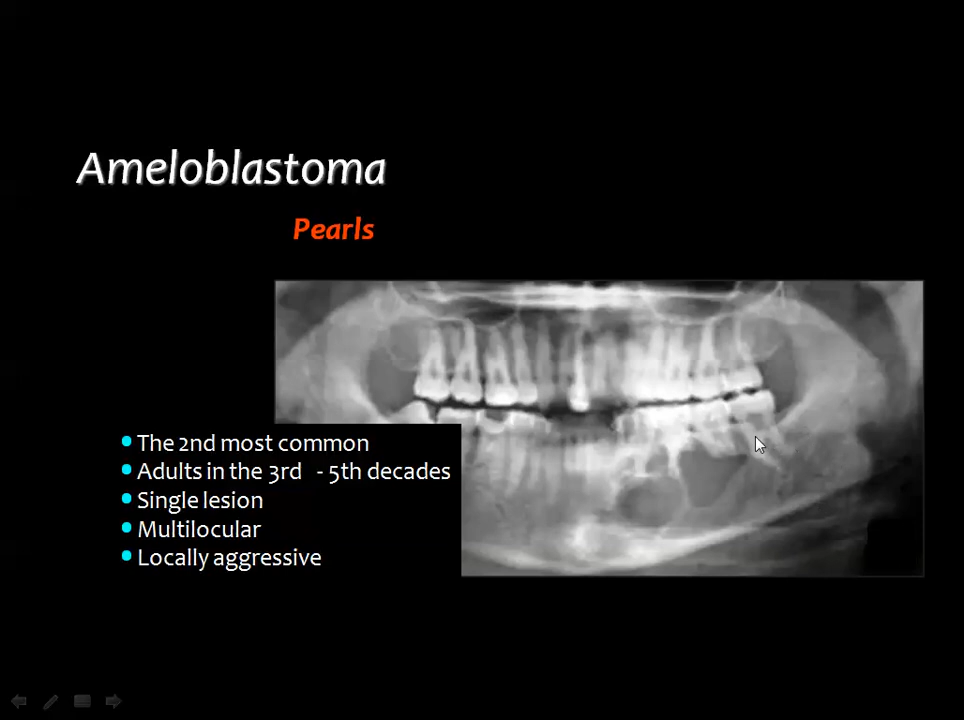 Ameloblastoma
Pearls
The 2nd most common
Adults in the 3rd - 5th decades
Single lesion
Multilocular
Locally aggressive